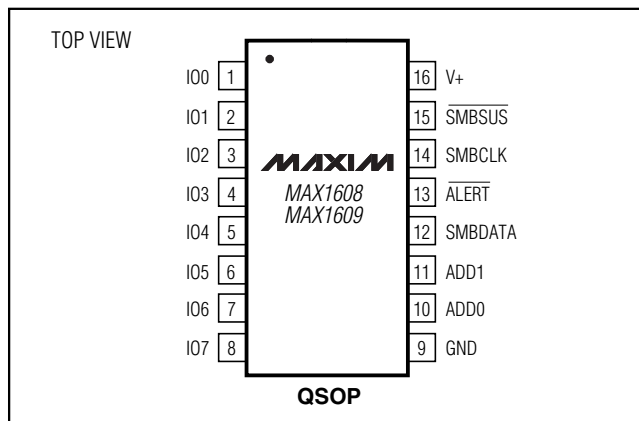 TOP VIEW
IO0 1 16 V+
IO1 2 15 SMBSUS
IO2 3 14 SMBCLK
IO3 4 13 ALERT
IO4 5 12 SMBDATA
IO5 6 11 ADD1
IO6 7 10 ADD0
IO7 8 9 GND
MAXIM
MAX1608
MAX1609
QSOP